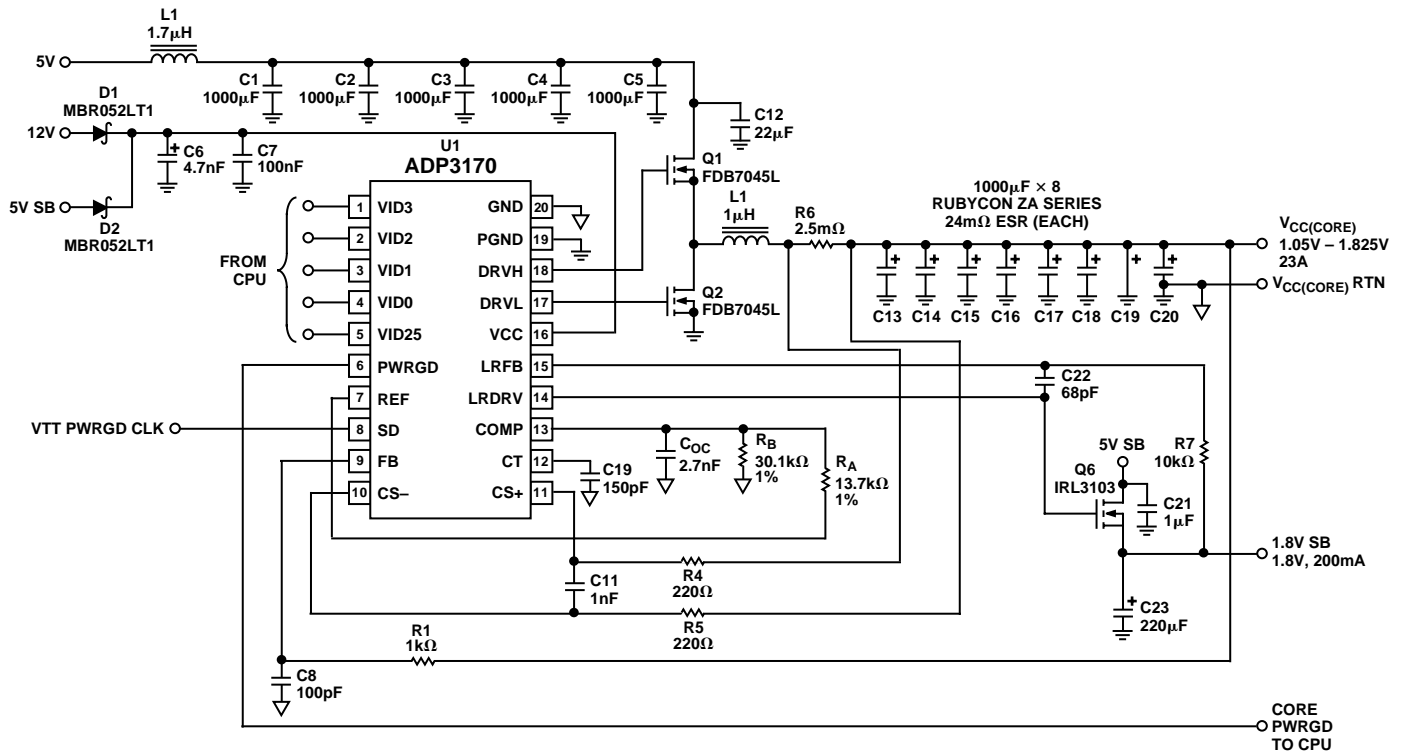 L1
1.7μH
5V
C1
1000μF
C2
1000μF
C3
1000μF
C4
1000μF
C5
1000μF
D1
MBR052LT1
12V
C6
4.7nF
C7
100nF
C12
22μF
5V SB
D2
MBR052LT1
U1
ADP3170
Q1
FDB7045L
L1
1μH
R6
2.5mΩ
1000μF × 8
RUBYCON ZA SERIES
24mΩ ESR (EACH)
VCC(CORE)
1.05V – 1.825V
23A
VCC(CORE) RTN
FROM
CPU
1 VID3
2 VID2
3 VID1
4 VID0
5 VID25
6 PWRGD
7 REF
8 SD
9 FB
10 CS–
GND 20
PGND 19
DRVH 18
DRVL 17
VCC 16
LRFB 15
LRDRV 14
COMP 13
CT 12
CS+ 11
Q2
FDB7045L
C13
C14
C15
C16
C17
C18
C19
C20
VTT PWRGD CLK
C22
68pF
COC
2.7nF
RB
30.1kΩ
1%
RA
13.7kΩ
1%
C19
150pF
5V SB
Q6
IRL3103
C21
1μF
R7
10kΩ
1.8V SB
1.8V, 200mA
C23
220μF
R4
220Ω
C11
1nF
R5
220Ω
R1
1kΩ
C8
100pF
CORE
PWRGD
TO CPU